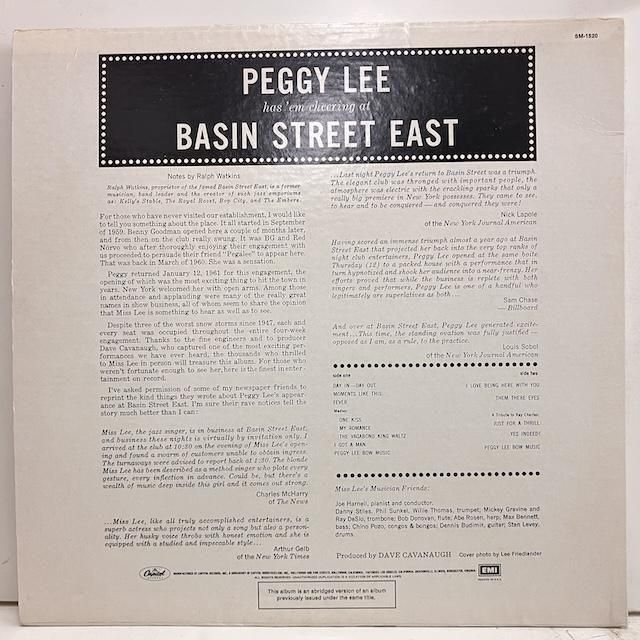 SM-1520
PEGGY LEE
has 'em cheering at
BASIN STREET EAST
Notes by Ralph Watkins
Ralph Watkins, proprietor of the famed Basin Street East, is a former
musician, band leader and the creator of such jazz emporiums
as: Kelly's Stable, The Royal Roost, Bop City, and The Embers.
For those who have never visited our establishment, I would like
to tell you something about the place. It all started in September
of 1959. Benny Goodman opened here a couple of months later,
and from then on the club really swung. It was BG and Red
Norvo who after thoroughly enjoying their engagement with
us proceeded to persuade their friend "Pegalee" to appear here.
That was back in March of 1960. She was a sensation.
Peggy returned January 12, 1961 for this engagement, the
opening of which was the most exciting thing to hit the town in
years. New York welcomed her with open arms. Among those
in attendance and applauding were many of the really great
names in show business, all of whom seem to share the opinion
that Miss Lee is something to hear as well as to see.
Despite three of the worst snow storms since 1947, each and
every seat was occupied throughout the entire four-week
engagement. Thanks to the fine engineers and to producer
Dave Cavanaugh, who captured one of the most exciting per-
formances we have ever heard, the thousands who thrilled
to Miss Lee in person will treasure this album. For those who
weren't fortunate enough to see her, here is the finest in enter-
tainment on record.
I've asked permission of some of my newspaper friends to
reprint the kind things they wrote about Peggy Lee's appear-
ance at Basin Street East. I'm sure their rave notices tell the
story much better than I can:
Miss Lee, the jazz singer, is in business at Basin Street East,
and business these nights is virtually by invitation only. I
arrived at the club at 10:30 on the evening of Miss Lee's open-
ing and found a swarm of customers unable to obtain ingress.
The turnaways were advised to report back at 1:30. The blonde
Miss Lee has been described as a method singer who plots every
gesture, every inflection in advance. Could be, but there's a
wealth of music deep inside this girl and it comes out strong.
Charles McHarry
of The News
...Miss Lee, like all truly accomplished entertainers, is a
superb actress who projects not only a song but also a person-
ality. Her husky voice throbs with honest emotion and she is
equipped with a studied and impeccable style...
Arthur Gelb
of the New York Times
...Last night Peggy Lee's return to Basin Street was a triumph.
The elegant club was thronged with important people, the
atmosphere was electric with the crackling sparks that only a
really big premiere in New York possesses. They came to see,
to hear and to be conquered — and conquered they were!
Nick Lapole
of the New York Journal American
Having scored an immense triumph almost a year ago at Basin
Street East that projected her back into the very top ranks of
night club entertainers, Peggy Lee opened at the same boite
Thursday (12) to a packed house with a performance that in
turn hypnotized and shook her audience into a near-frenzy. Her
efforts proved that while the business is replete with both
singers and performers, Peggy Lee is one of a handful who
legitimately are superlatives as both...
Sam Chase
— Billboard
And over at Basin Street East, Peggy Lee generated excite-
ment...This time, the standing ovation was fully justified —
opposed as I am, as a rule, to the practice.
Louis Sobol
of the New York Journal American
side one
side two
DAY IN—DAY OUT
I LOVE BEING HERE WITH YOU
MOMENTS LIKE THIS
THEM THERE EYES
FEVER
Medley:
A Tribute to Ray Charles:
ONE KISS
JUST FOR A THRILL
MY ROMANCE
YES INDEED!
THE VAGABOND KING WALTZ
I GOT A MAN
PEGGY LEE BOW MUSIC
PEGGY LEE BOW MUSIC
Miss Lee's Musician Friends:
Joe Harnell, pianist and conductor.
Danny Stiles, Phil Sunkel, Willie Thomas, trumpet; Mickey Gravine and
Ray DeSio, trombone; Bob Donovan, flute; Abe Rosen, harp; Max Bennett,
bass; Chino Pozo, congas & bongos; Dennis Budimir, guitar; Stan Levey,
drums.
Produced by DAVE CAVANAUGH
Cover photo by Lee Friedlander
Capitol
EMI
This album is an abridged version of an album
previously issued under the same title.